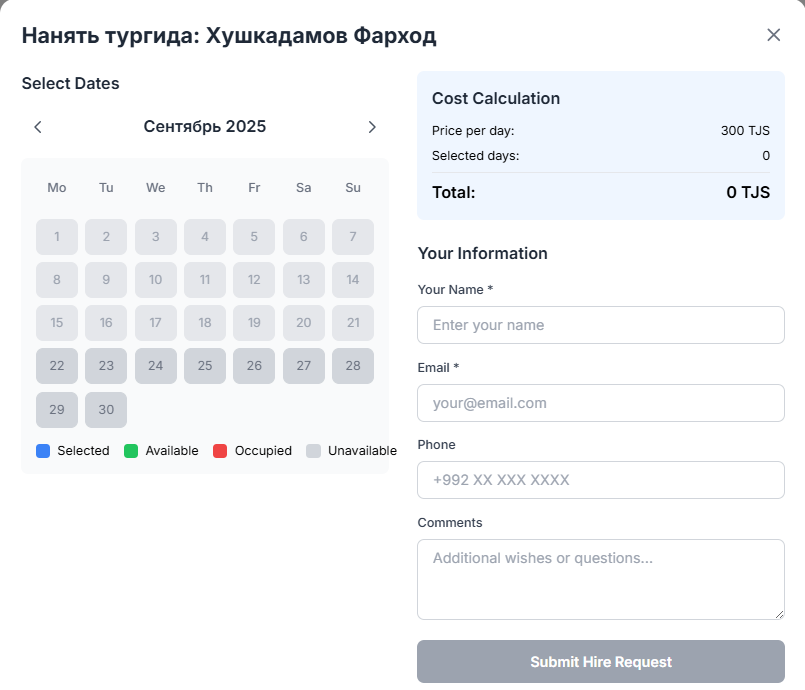 Нанять тургида: Хушкадамов Фарход
Select Dates
Сентябрь 2025
Mo Tu We Th Fr Sa Su
1 2 3 4 5 6 7
8 9 10 11 12 13 14
15 16 17 18 19 20 21
22 23 24 25 26 27 28
29 30
Selected Available Occupied Unavailable
Cost Calculation
Price per day: 300 TJS
Selected days: 0
Total: 0 TJS
Your Information
Your Name *
Enter your name
Email *
your@email.com
Phone
+992 XX XXX XXXX
Comments
Additional wishes or questions...
Submit Hire Request